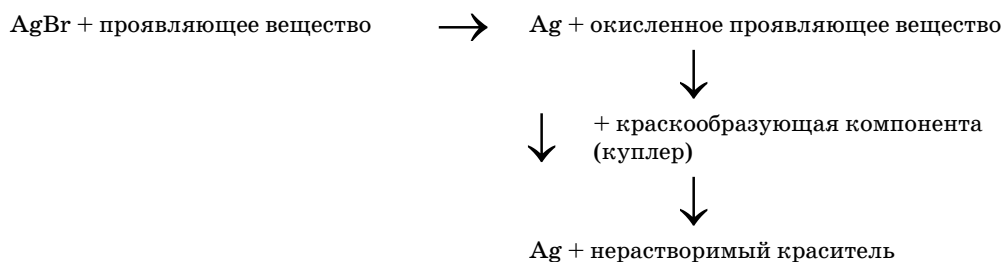 AgBr + проявляющее вещество → Ag + окисленное проявляющее вещество
+ краскообразующая компонента
(куплер)
Ag + нерастворимый краситель